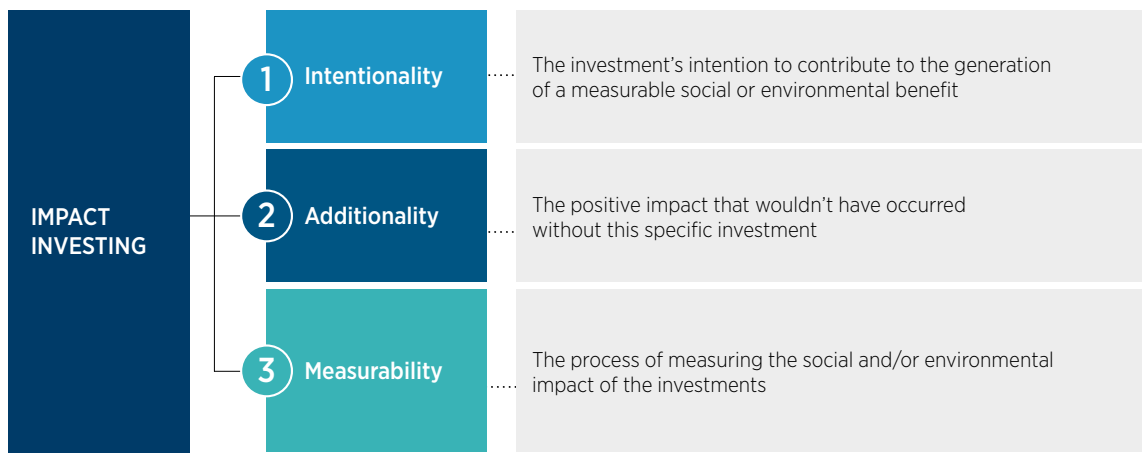 IMPACT
INVESTING
1
Intentionality
The investment’s intention to contribute to the generation
of a measurable social or environmental benefit
2
Additionality
The positive impact that wouldn’t have occurred
without this specific investment
3
Measurability
The process of measuring the social and/or environmental
impact of the investments